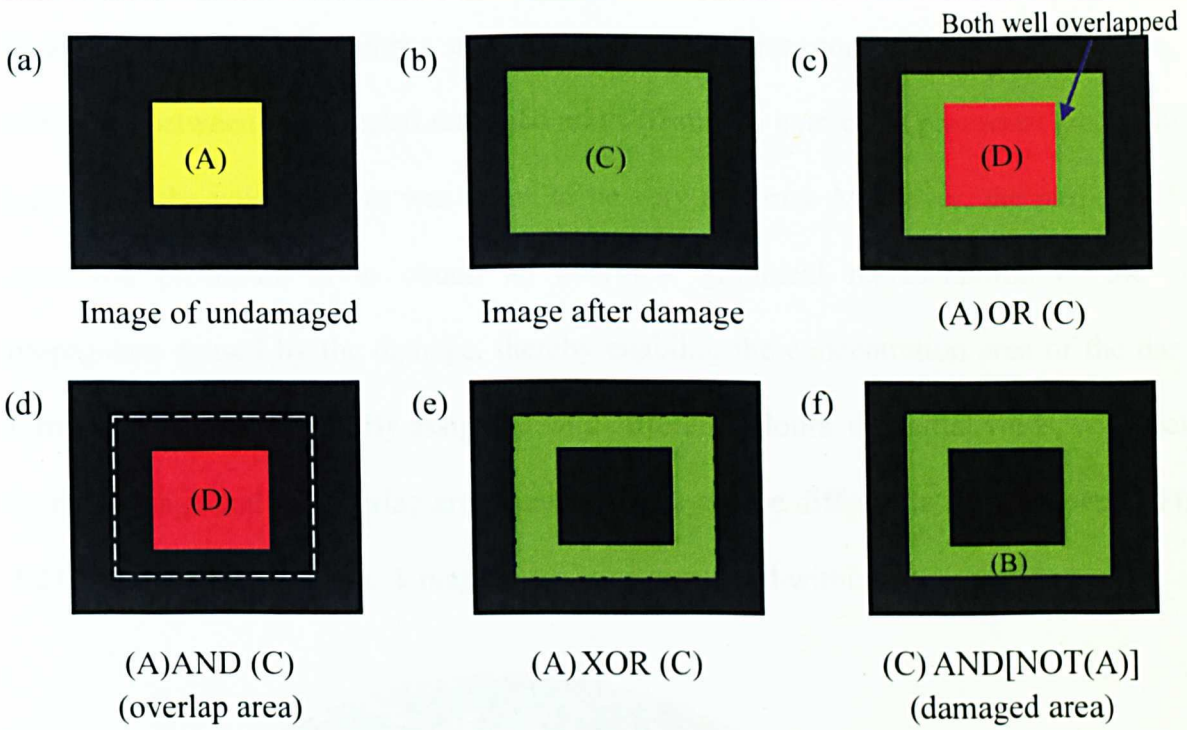 Both well overlapped
(a)
(A)
Image of undamaged
(b)
(C)
Image after damage
(c)
(D)
(A) OR (C)
(d)
(D)
(A)AND (C)
(overlap area)
(e)
(A) XOR (C)
(f)
(B)
(C) AND[NOT(A)]
(damaged area)